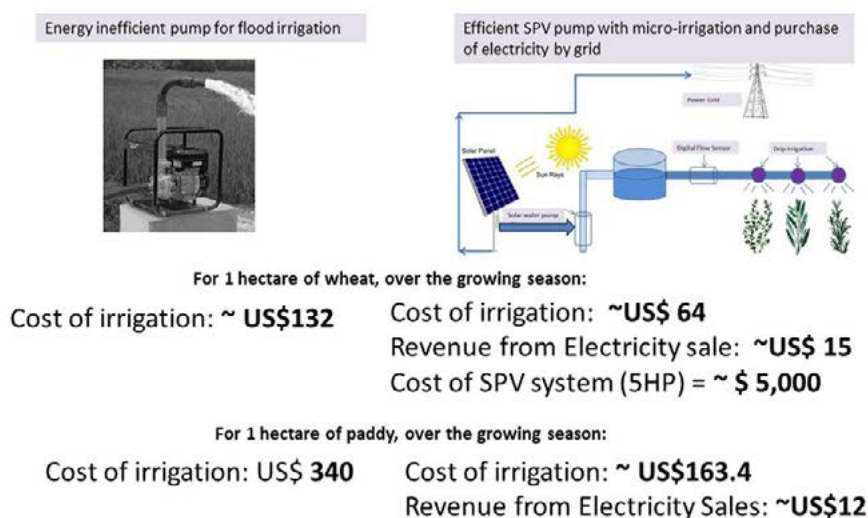 Energy inefficient pump for flood irrigation
Efficient SPV pump with micro-irrigation and purchase
of electricity by grid
Power Grid
Solar Panel
Sun Rays
Digital Flow Sensor
Drip Irrigation
Solar water pump
For 1 hectare of wheat, over the growing season:
Cost of irrigation: ~ US$132
Cost of irrigation: ~US$ 64
Revenue from Electricity sale: ~US$ 15
Cost of SPV system (5HP) = ~ $ 5,000
For 1 hectare of paddy, over the growing season:
Cost of irrigation: US$ 340
Cost of irrigation: ~ US$163.4
Revenue from Electricity Sales: ~US$12